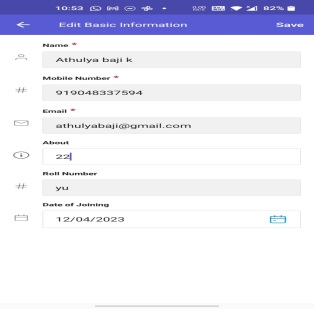 10:53 82%
Edit Basic Information Save
Name *
Athulya baji k
Mobile Number *
# 919048337594
Email *
athulyabaji@gmail.com
About
22
Roll Number
# yu
Date of Joining
12/04/2023